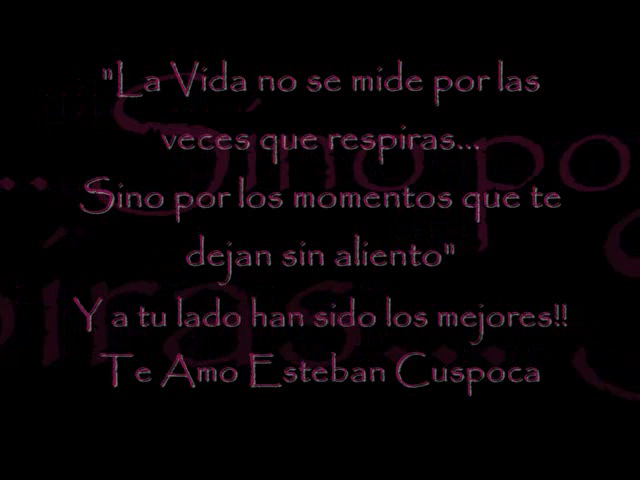 "La Vida no se mide por las
veces que respiras...
Sino por los momentos que te
dejan sin aliento"
Y a tu lado han sido los mejores!!
Te Amo Esteban Cuspoca